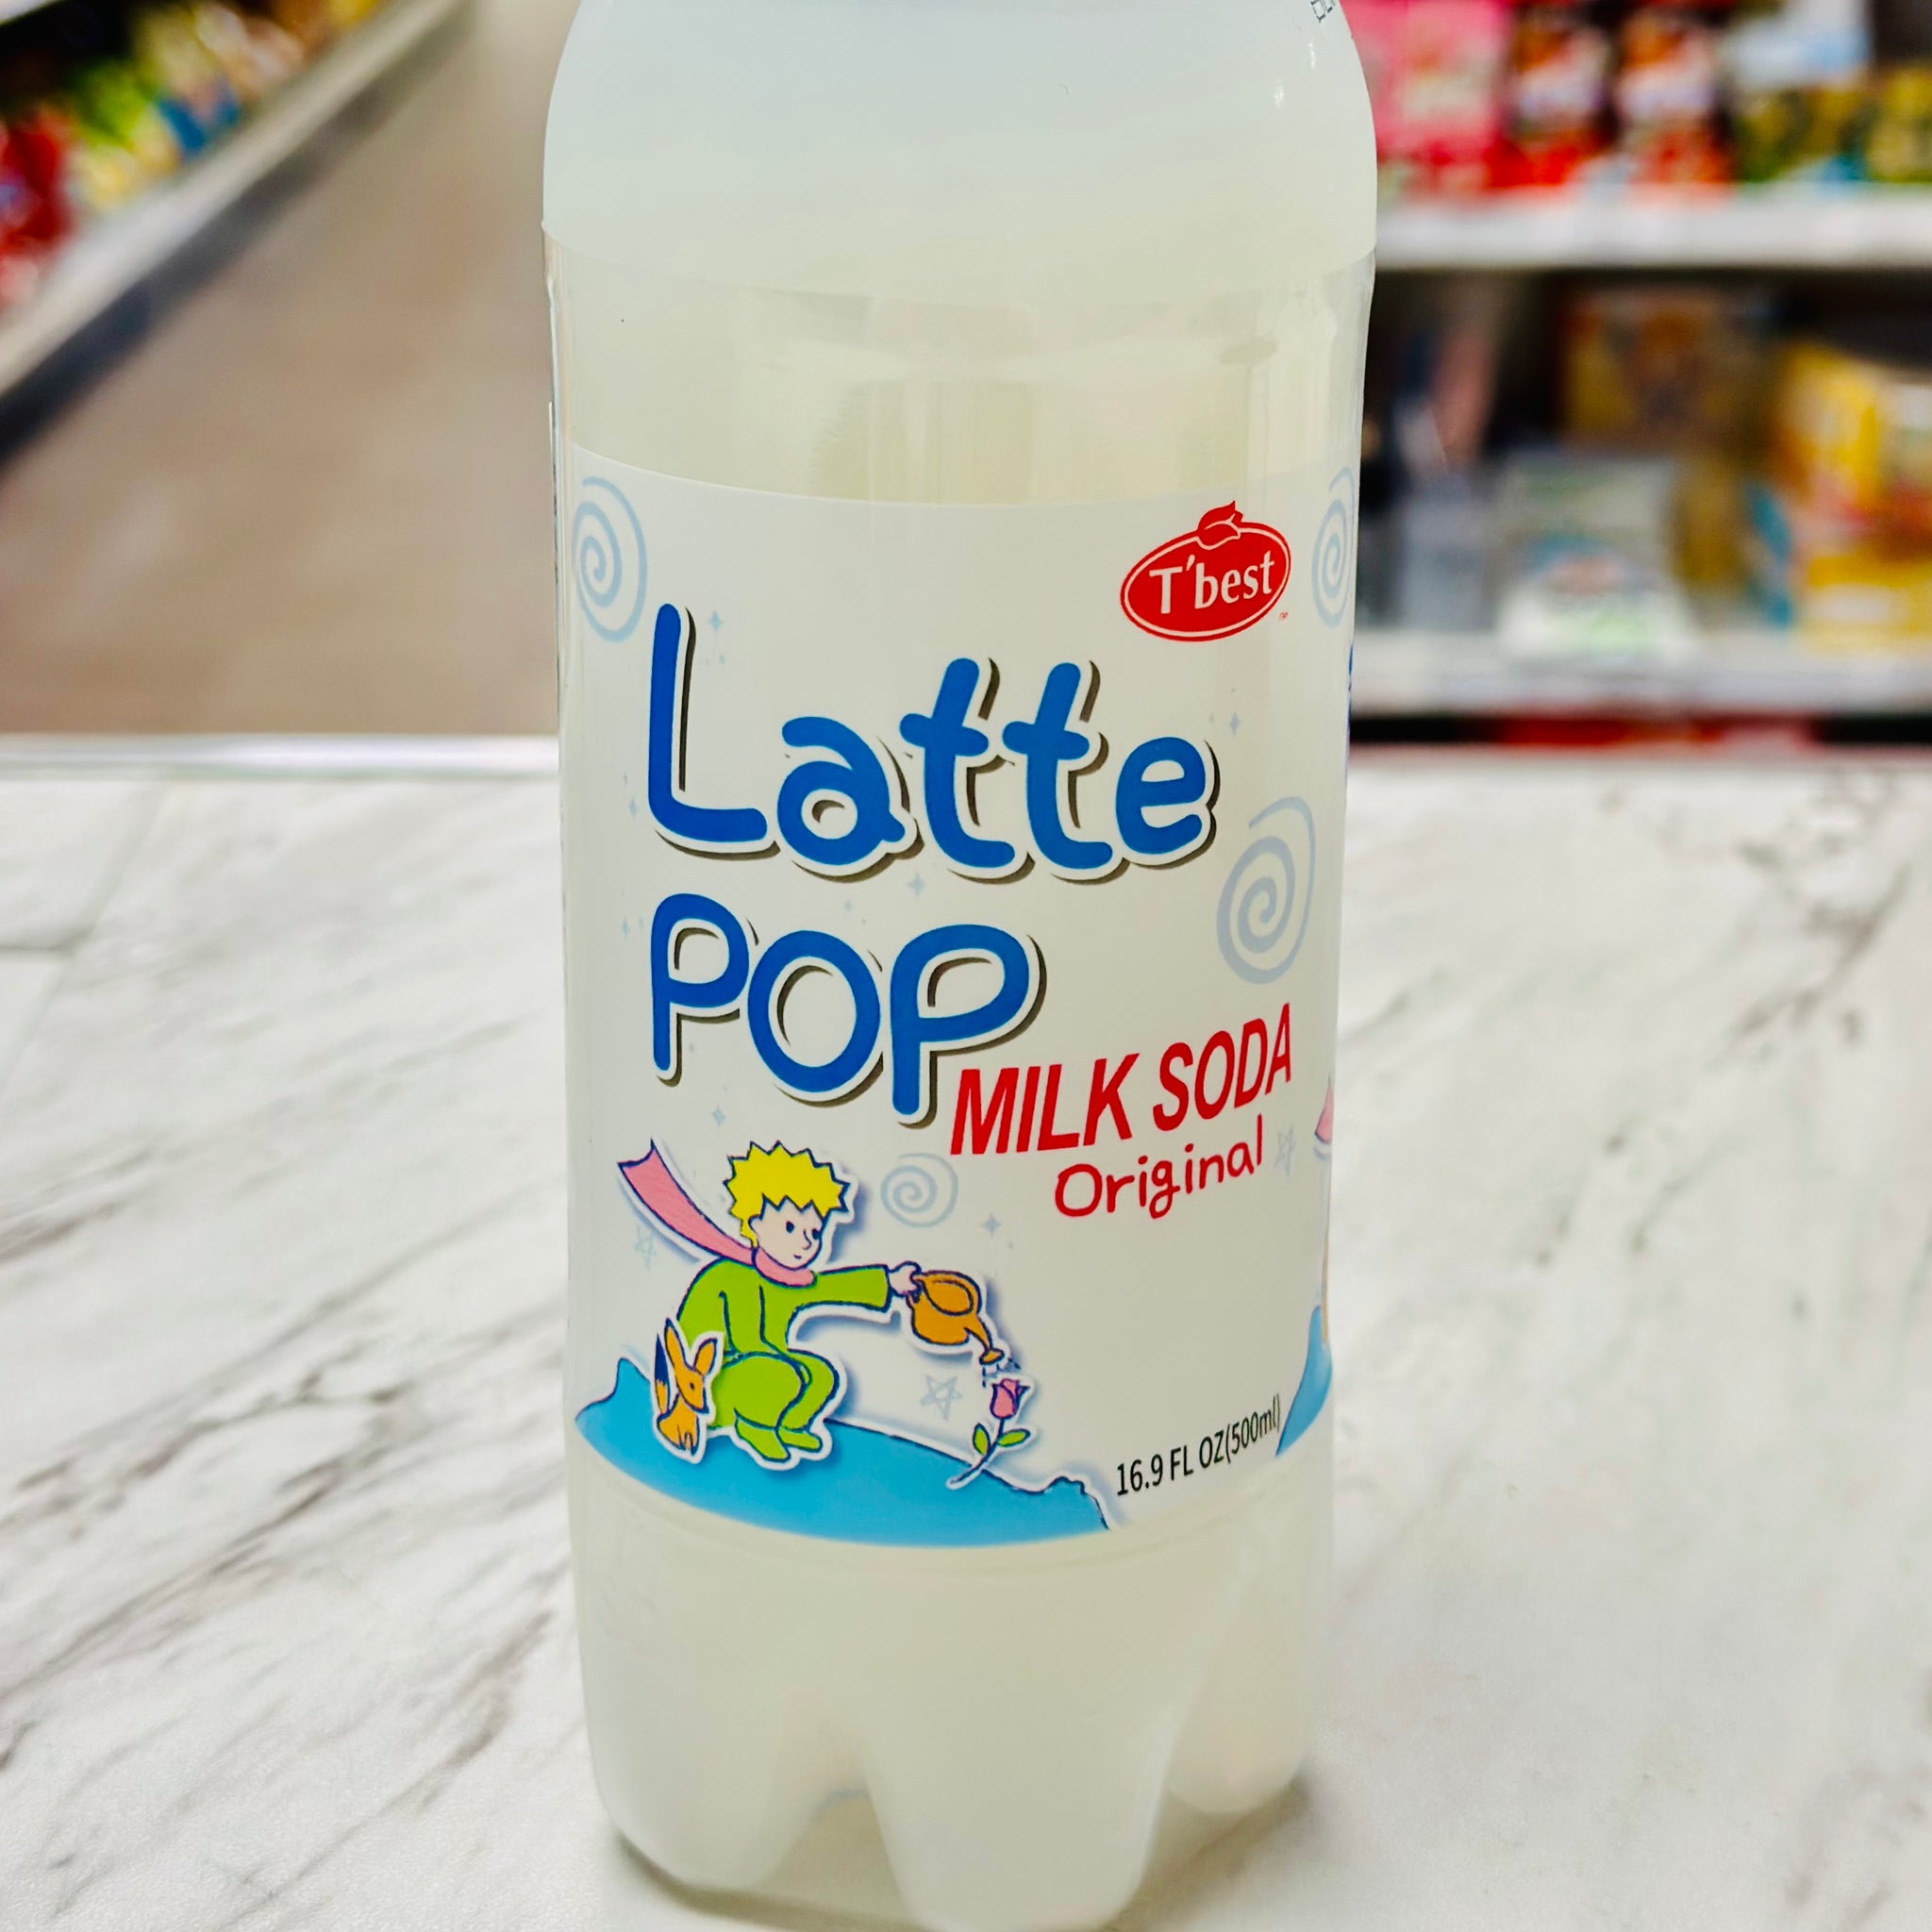 T'best
Latte
POP
MILK SODA
Original
16.9 FL OZ(500ml)